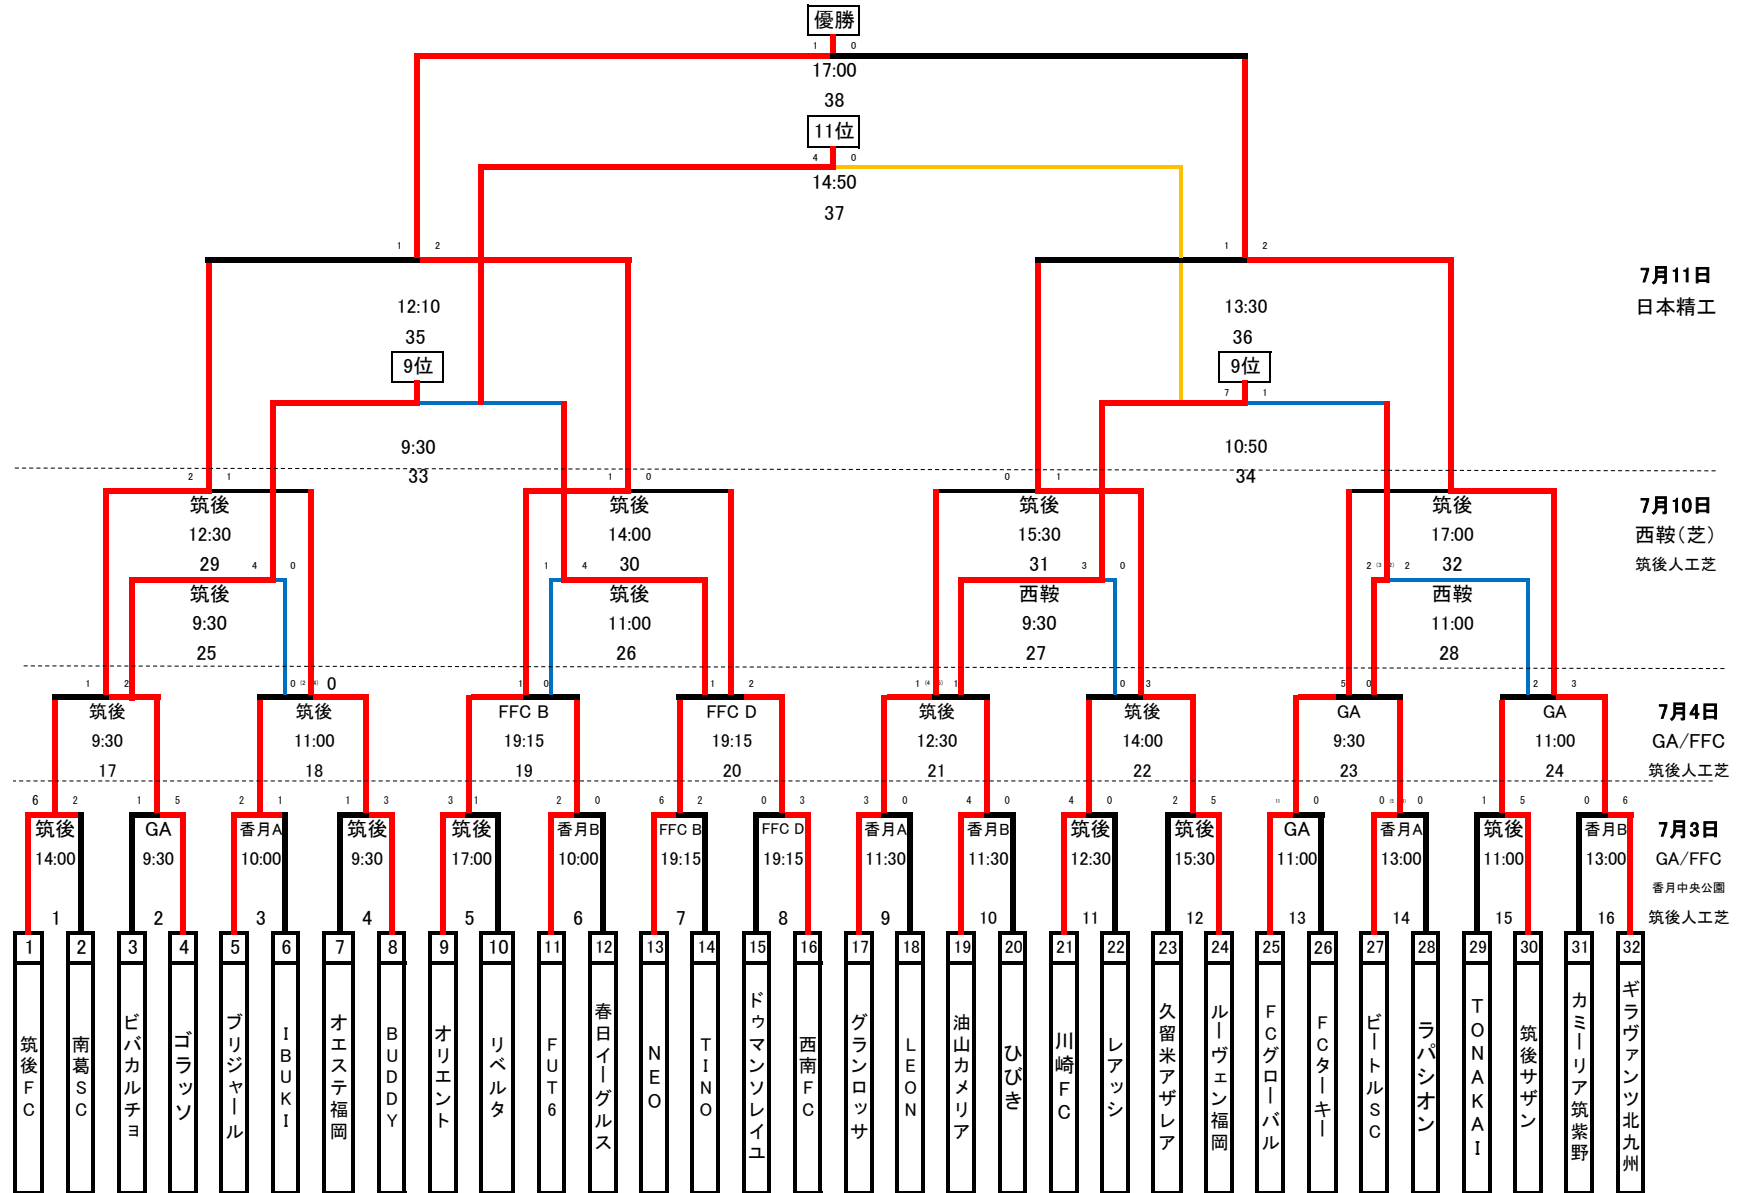 優勝
1 0
17:00
38
11位
4 0
14:50
37
1 2 1 2
7月11日
12:10 13:30 日本精工
35 36
9位 9位
7 1
9:30 10:50
33 34
2 1 1 0 0 1
筑後 筑後 筑後 筑後 7月10日
12:30 14:00 15:30 17:00 西鞍(芝)
29 30 31 32 筑後人工芝
4 0 1 4 3 0 2 2
筑後 筑後 西鞍 西鞍
9:30 11:00 9:30 11:00
25 26 27 28
1 2 0 0 1 0 1 2 1 1 0 3 5 0 2 3
筑後 筑後 FFC B FFC D 筑後 筑後 GA GA 7月4日
9:30 11:00 19:15 19:15 12:30 14:00 9:30 11:00 GA/FFC
17 18 19 20 21 22 23 24 筑後人工芝
6 2 1 5 2 1 1 3 3 1 2 0 6 2 0 3 3 0 4 0 4 0 2 5 11 0 0 0 1 5 0 6
筑後 GA 香月A 筑後 筑後 香月B FFC B FFC D 香月A 香月B 筑後 筑後 GA 香月A 筑後 香月B 7月3日
14:00 9:30 10:00 9:30 17:00 10:00 19:15 19:15 11:30 11:30 12:30 15:30 11:00 13:00 11:00 13:00 GA/FFC
香月中央公園
1 2 3 4 5 6 7 8 9 10 11 12 13 14 15 16 筑後人工芝
1 2 3 4 5 6 7 8 9 10 11 12 13 14 15 16 17 18 19 20 21 22 23 24 25 26 27 28 29 30 31 32
筑後FC
南葛SC
ビバカルチョ
ゴラッソ
ブリジャール
IBUKI
オエステ福岡
BUDDY
オリエント
リベルタ
FUT6
春日イーグルス
NEO
TINO
ドゥマンソレイユ
西南FC
グランロッサ
LEON
油山カメリア
ひびき
川崎FC
レアッシ
久留米アザレア
ルーヴェン福岡
FCグローバル
FCターキー
ビートルSC
ラパシオン
TONAKAI
筑後サザン
カミーリア筑紫野
ギラヴァンツ北九州